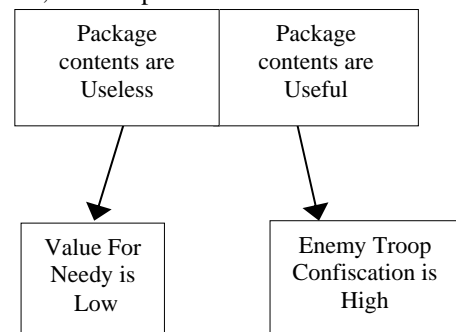 Package
contents are
Useless
Package
contents are
Useful
Value For
Needy is
Low
Enemy Troop
Confiscation is
High